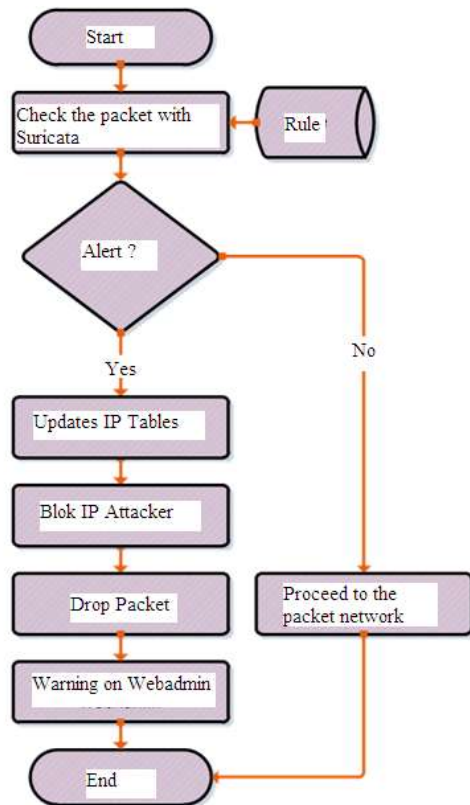 Start
Check the packet with
Suricata
Rule
Alert ?
Yes
No
Updates IP Tables
Blok IP Attacker
Drop Packet
Proceed to the
packet network
Warning on Webadmin
End